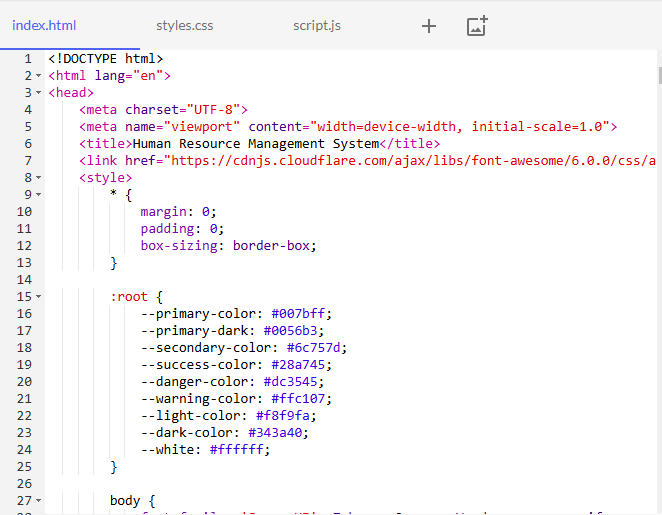 index.html styles.css script.js
1 <!DOCTYPE html>
2 <html lang="en">
3 <head>
4 <meta charset="UTF-8">
5 <meta name="viewport" content="width=device-width, initial-scale=1.0">
6 <title>Human Resource Management System</title>
7 <link href="https://cdnjs.cloudflare.com/ajax/libs/font-awesome/6.0.0/css/a
8 <style>
9 * {
10 margin: 0;
11 padding: 0;
12 box-sizing: border-box;
13 }
14
15 :root {
16 --primary-color: #007bff;
17 --primary-dark: #0056b3;
18 --secondary-color: #6c757d;
19 --success-color: #28a745;
20 --danger-color: #dc3545;
21 --warning-color: #ffc107;
22 --light-color: #f8f9fa;
23 --dark-color: #343a40;
24 --white: #ffffff;
25 }
26
27 body {